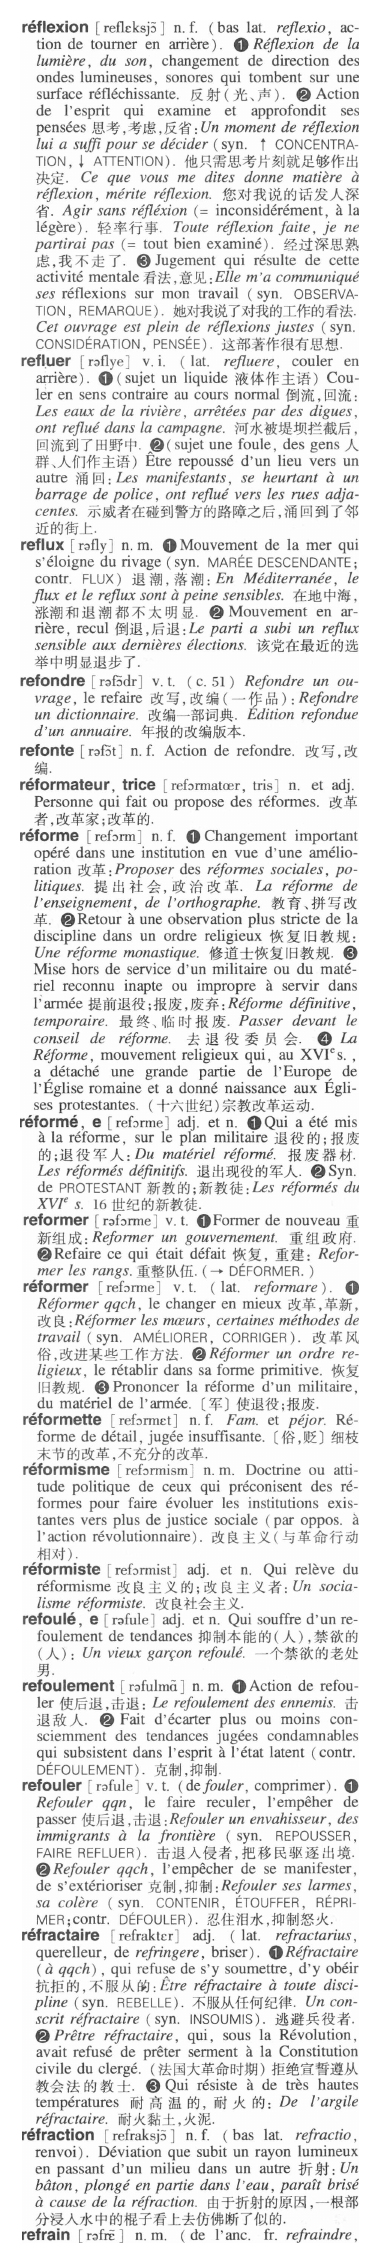 réflexion [reflɛksjɔ̃] n. f. (bas lat. reflexio, ac-
tion de tourner en arrière). ❶ Réflexion de la
lumière, du son, changement de direction des
ondes lumineuses, sonores qui tombent sur une
surface réfléchissante. 反射(光、声). ❷ Action
de l'esprit qui examine et approfondit ses
pensées 思考,考虑,反省: Un moment de réflexion
lui a suffi pour se décider (syn. ↑ CONCENTRA-
TION, ↓ ATTENTION). 他只需思考片刻就足够作出
决定. Ce que vous me dites donne matière à
réflexion, mérite réflexion. 您对我说的话发人深
省. Agir sans réfléxion (= inconsidérément, à la
légère). 轻率行事. Toute réflexion faite, je ne
partirai pas (= tout bien examiné). 经过深思熟
虑,我不走了. ❸ Jugement qui résulte de cette
activité mentale 看法,意见: Elle m'a communiqué
ses réflexions sur mon travail (syn. OBSERVA-
TION, REMARQUE). 她对我说了对我的工作的看法.
Cet ouvrage est plein de réflexions justes (syn.
CONSIDÉRATION, PENSÉE). 这部著作很有思想.
refluer [rəflye] v. i. (lat. refluere, couler en
arrière). ❶ (sujet un liquide 液体作主语) Cou-
ler en sens contraire au cours normal 倒流,回流:
Les eaux de la rivière, arrêtées par des digues,
ont reflué dans la campagne. 河水被堤坝拦截后,
回流到了田野中. ❷ (sujet une foule, des gens 人
群、人们作主语) Être repoussé d'un lieu vers un
autre 涌回: Les manifestants, se heurtant à un
barrage de police, ont reflué vers les rues adja-
centes. 示威者在碰到警方的路障之后,涌回到了邻
近的街上.
reflux [rəfly] n. m. ❶ Mouvement de la mer qui
s'éloigne du rivage (syn. MARÉE DESCENDANTE;
contr. FLUX) 退潮,落潮: En Méditerranée, le
flux et le reflux sont à peine sensibles. 在地中海,
涨潮和退潮都不太明显. ❷ Mouvement en ar-
rière, recul 倒退,后退: Le parti a subi un reflux
sensible aux dernières élections. 该党在最近的选
举中明显退步了.
refondre [rəfɔ̃dr] v. t. (c. 51) Refondre un ou-
vrage, le refaire 改写,改编(一作品): Refondre
un dictionnaire. 改编一部词典. Édition refondue
d'un annuaire. 年报的改编版本.
refonte [rəfɔ̃t] n. f. Action de refondre. 改写,改
编.
réformateur, trice [reformatœr, tris] n. et adj.
Personne qui fait ou propose des réformes. 改革
者,改革家;改革的.
réforme [refɔrm] n. f. ❶ Changement important
opéré dans une institution en vue d'une amélio-
ration 改革: Proposer des réformes sociales, po-
litiques. 提出社会,政治改革. La réforme de
l'enseignement, de l'orthographe. 教育、拼写改
革. ❷ Retour à une observation plus stricte de la
discipline dans un ordre religieux 恢复旧教规:
Une réforme monastique. 修道士恢复旧教规. ❸
Mise hors de service d'un militaire ou du maté-
riel reconnu inapte ou impropre à servir dans
l'armée 提前退役;报废,废弃: Réforme définitive,
temporaire. 最终、临时报废. Passer devant le
conseil de réforme. 去退役委员会. ❹ La
Réforme, mouvement religieux qui, au XVIe s.,
a détaché une grande partie de l'Europe de
l'Église romaine et a donné naissance aux Égli-
ses protestantes. (十六世纪)宗教改革运动.
réformé, e [refɔrme] adj. et n. ❶ Qui a été mis
à la réforme, sur le plan militaire 退役的;报废
的;退役军人: Du matériel réformé. 报废器材.
Les réformés définitifs. 退出现役的军人. ❷ Syn.
de PROTESTANT 新教的;新教徒: Les réformés du
XVIe s. 16 世纪的新教徒.
reformer [rəfɔrme] v. t. ❶ Former de nouveau 重
新组成: Reformer un gouvernement. 重组政府.
❷ Refaire ce qui était défait 恢复, 重建: Refor-
mer les rangs. 重整队伍. (→ DÉFORMER.)
réformer [refɔrme] v. t. (lat. reformare). ❶
Réformer qqch, le changer en mieux 改革,革新,
改良: Réformer les mœurs, certaines méthodes de
travail (syn. AMÉLIORER, CORRIGER). 改革风
俗,改进某些工作方法. ❷ Réformer un ordre re-
ligieux, le rétablir dans sa forme primitive. 恢复
旧教规. ❸ Prononcer la réforme d'un militaire,
du matériel de l'armée. 〔军〕使退役;报废.
réformette [refɔrmɛt] n. f. Fam. et péjor. Ré-
forme de détail, jugée insuffisante. 〔俗,贬〕细枝
末节的改革,不充分的改革.
réformisme [refɔrmism] n. m. Doctrine ou atti-
tude politique de ceux qui préconisent des ré-
formes pour faire évoluer les institutions exis-
tantes vers plus de justice sociale (par oppos. à
l'action révolutionnaire). 改良主义(与革命行动
相对).
réformiste [refɔrmist] adj. et n. Qui relève du
réformisme 改良主义的;改良主义者: Un socia-
lisme réformiste. 改良社会主义.
refoulé, e [rəfule] adj. et n. Qui souffre d'un re-
foulement de tendances 抑制本能的(人),禁欲的
(人): Un vieux garçon refoulé. 一个禁欲的老处
男.
refoulement [rəfulmɑ̃] n. m. ❶ Action de refou-
ler 使后退,击退: Le refoulement des ennemis. 击
退敌人. ❷ Fait d'écarter plus ou moins con-
sciemment des tendances jugées condamnables
qui subsistent dans l'esprit à l'état latent (contr.
DÉFOULEMENT). 克制,抑制.
refouler [rəfule] v. t. (de fouler, comprimer). ❶
Refouler qqn, le faire reculer, l'empêher de
passer 使后退,击退: Refouler un envahisseur, des
immigrants à la frontière (syn. REPOUSSER,
FAIRE REFLUER). 击退入侵者,把移民驱逐出境.
❷ Refouler qqch, l'empêcher de se manifester,
de s'extérioriser 克制,抑制: Refouler ses larmes,
sa colère (syn. CONTENIR, ÉTOUFFER, RÉPRI-
MER; contr. DÉFOULER). 忍住泪水,抑制怒火.
réfractaire [refraktɛr] adj. (lat. refractarius,
querelleur, de refringere, briser). ❶ Réfractaire
(à qqch), qui refuse de s'y soumettre, d'y obéir
抗拒的,不服从的: Être réfractaire à toute disci-
pline (syn. REBELLE). 不服从任何纪律. Un con-
scrit réfractaire (syn. INSOUMIS). 逃避兵役者.
❷ Prêtre réfractaire, qui, sous la Révolution,
avait refusé de prêter serment à la Constitution
civile du clergé. (法国大革命时期) 拒绝宣誓遵从
教会法的教士. ❸ Qui résiste à de très hautes
températures 耐高温的, 耐火的: De l'argile
réfractaire. 耐火黏土,火泥.
réfraction [refraksjɔ̃] n. f. (bas lat. refractio,
renvoi). Déviation que subit un rayon lumineux
en passant d'un milieu dans un autre 折射: Un
bâton, plongé en partie dans l'eau, paraît brisé
à cause de la réfraction. 由于折射的原因,一根部
分浸入水中的棍子看上去仿佛断了似的.
refrain [rəfrɛ̃] n. m. (de l'anc. fr. refraindre,